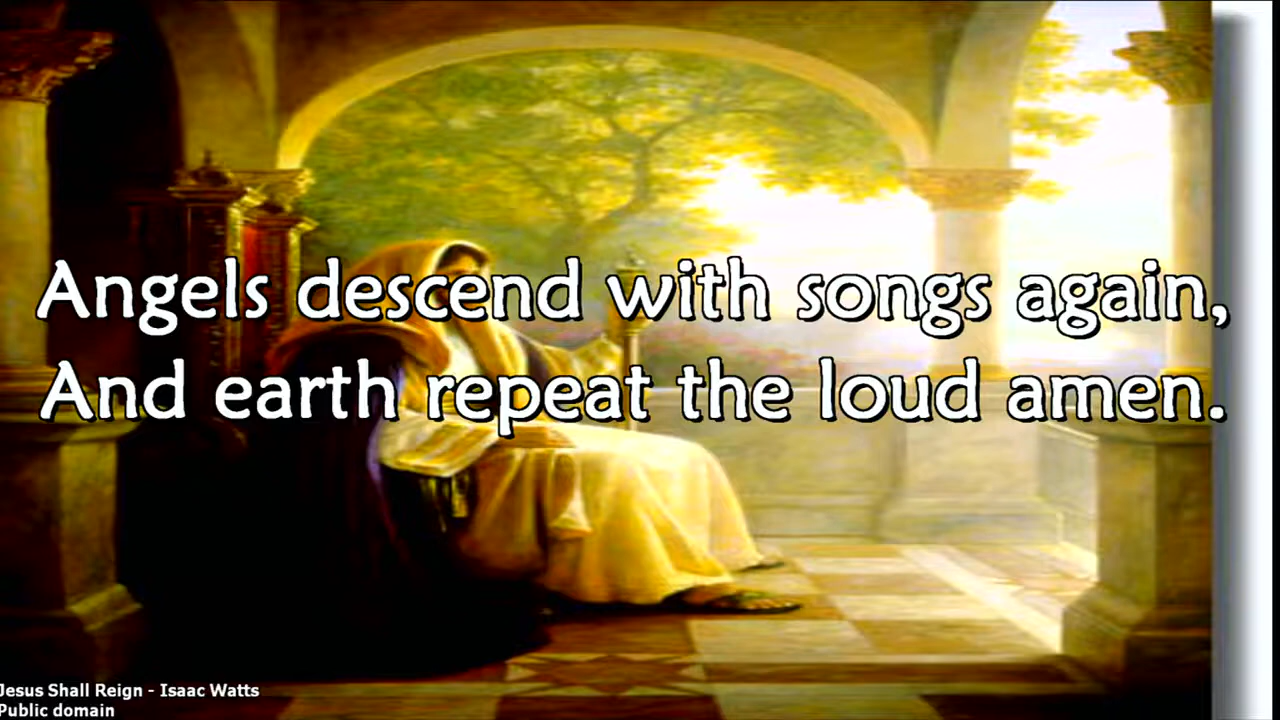 Angels descend with songs again,
And earth repeat the loud amen.
Jesus Shall Reign - Isaac Watts
Public domain